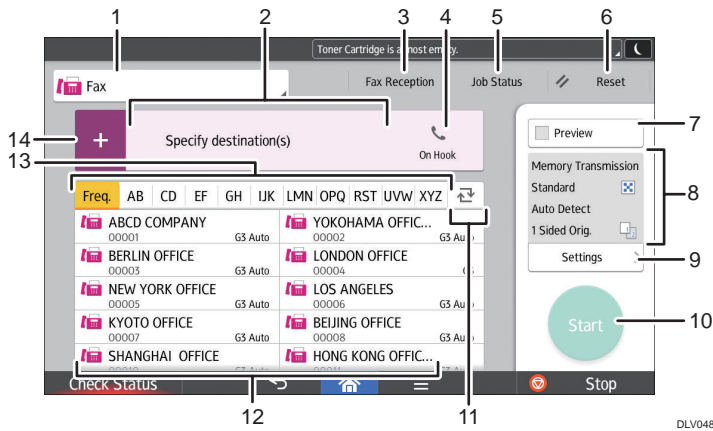 1 2 3 4 5 6
Toner Cartridge is almost empty.
Fax
Fax Reception
Job Status
Reset
14
+
Specify destination(s)
On Hook
Preview
7
13
Memory Transmission
Standard
Auto Detect
1 Sided Orig.
8
Freq. AB CD EF GH IJK LMN OPQ RST UVW XYZ
ABCD COMPANY
00001 G3 Auto
YOKOHAMA OFFIC...
00002 G3 Auto
BERLIN OFFICE
00003 G3 Auto
LONDON OFFICE
00004
NEW YORK OFFICE
00005 G3 Auto
LOS ANGELES
00006 G3 Auto
KYOTO OFFICE
00007 G3 Auto
BEIJING OFFICE
00008 G3 Auto
SHANGHAI OFFICE
HONG KONG OFFIC...
Settings
9
Start
10
Check Status
Stop
12
11
DLV048